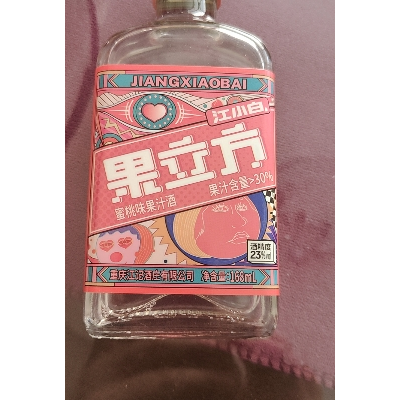 JIANGXIAOBAI
江小白
果立方
果汁含量>30%
蜜桃味果汁酒
酒精度
23%vol
重庆江记酒庄有限公司 净含量:168mL